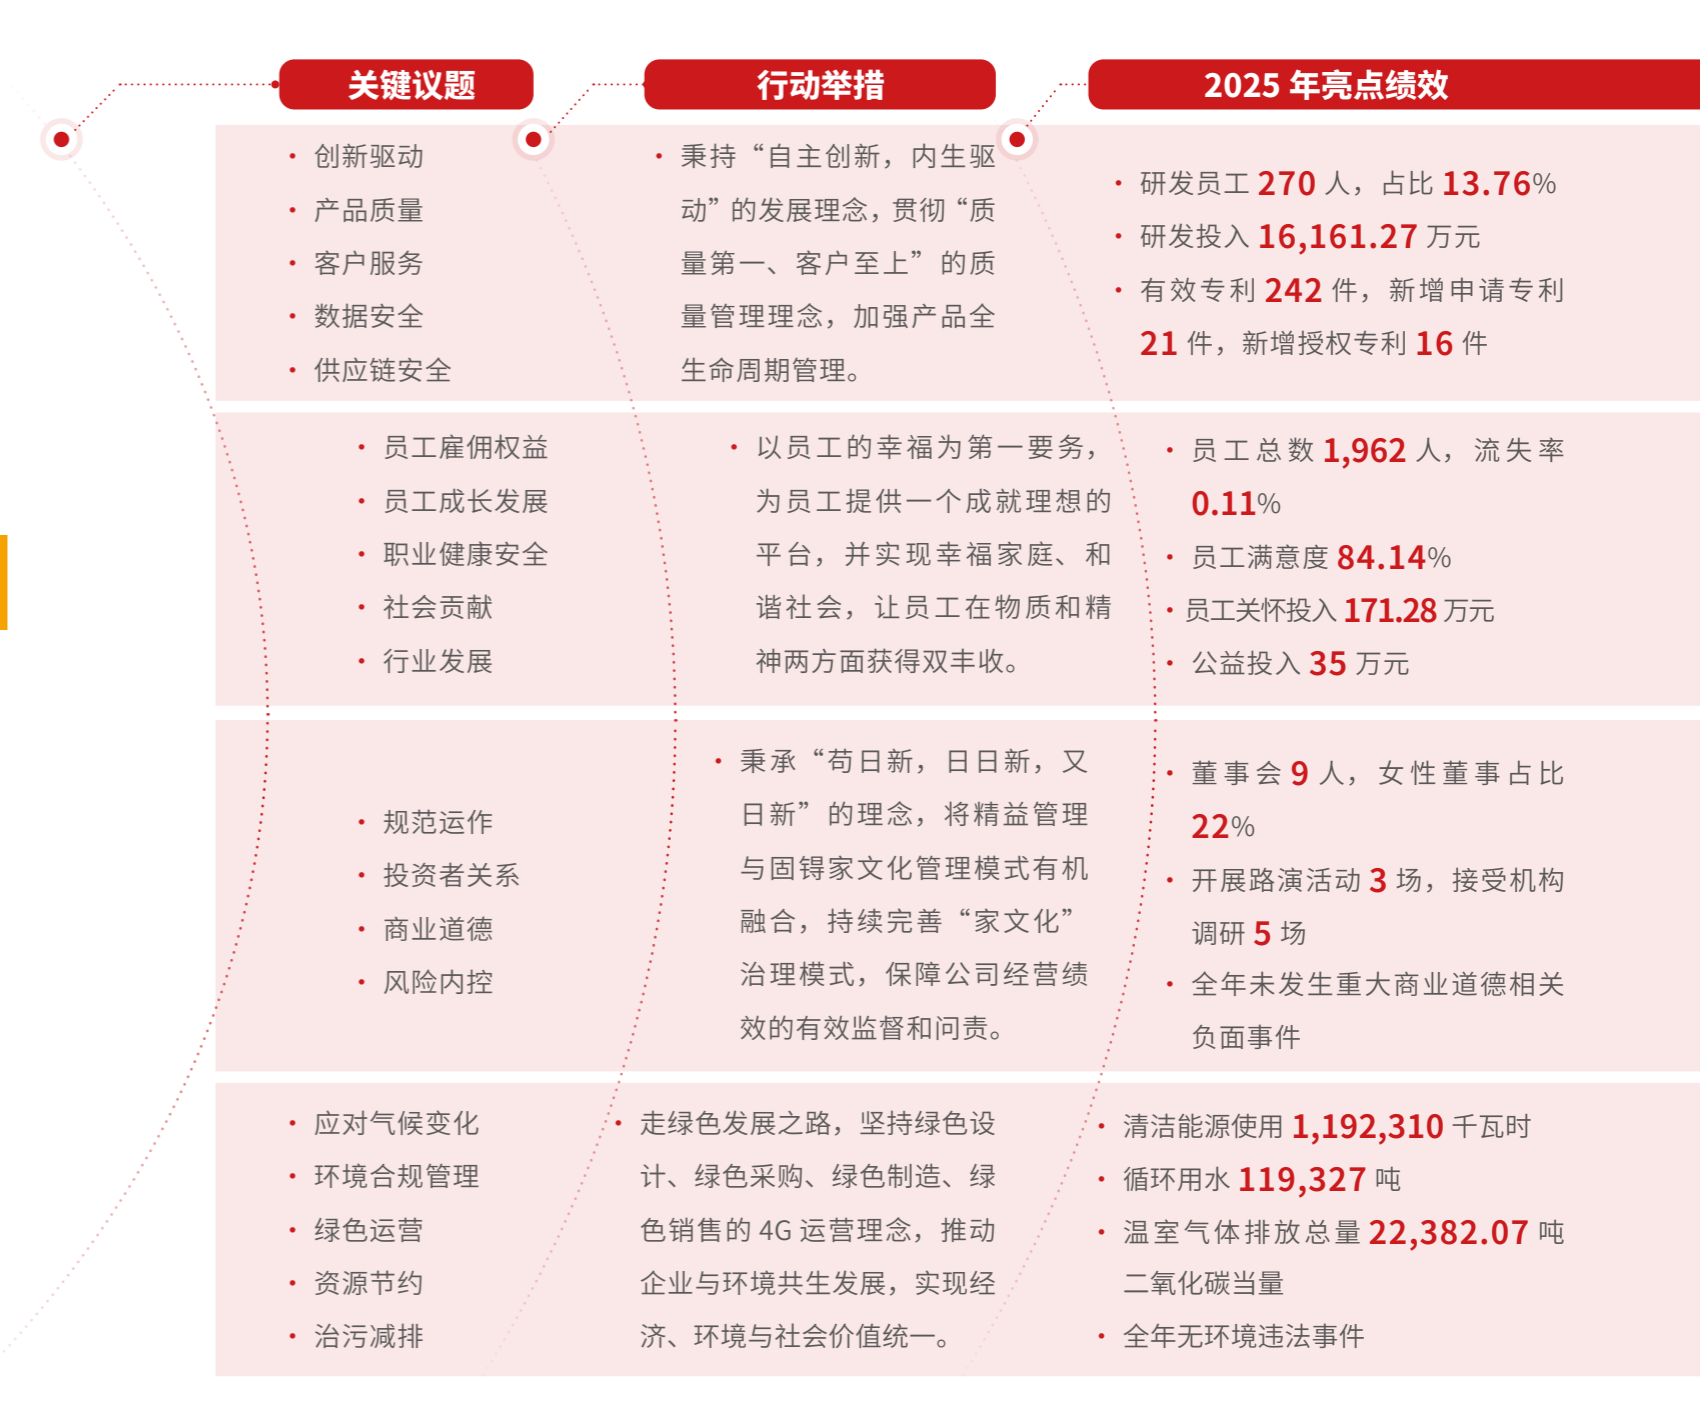 关键议题
行动举措
2025 年亮点绩效
• 创新驱动
• 产品质量
• 客户服务
• 数据安全
• 供应链安全
• 秉持“自主创新，内生驱
动”的发展理念，贯彻“质
量第一、客户至上”的质
量管理理念，加强产品全
生命周期管理。
• 研发员工 270 人，占比 13.76%
• 研发投入 16,161.27 万元
• 有效专利 242 件，新增申请专利
21 件，新增授权专利 16 件
• 员工雇佣权益
• 员工成长发展
• 职业健康安全
• 社会贡献
• 行业发展
• 以员工的幸福为第一要务，
为员工提供一个成就理想的
平台，并实现幸福家庭、和
谐社会，让员工在物质和精
神两方面获得双丰收。
• 员工总数 1,962 人，流失率
0.11%
• 员工满意度 84.14%
• 员工关怀投入 171.28 万元
• 公益投入 35 万元
• 规范运作
• 投资者关系
• 商业道德
• 风险内控
• 秉承“苟日新，日日新，又
日新”的理念，将精益管理
与固锝家文化管理模式有机
融合，持续完善“家文化”
治理模式，保障公司经营绩
效的有效监督和问责。
• 董事会 9 人，女性董事占比
22%
• 开展路演活动 3 场，接受机构
调研 5 场
• 全年未发生重大商业道德相关
负面事件
• 应对气候变化
• 环境合规管理
• 绿色运营
• 资源节约
• 治污减排
• 走绿色发展之路，坚持绿色设
计、绿色采购、绿色制造、绿
色销售的 4G 运营理念，推动
企业与环境共生发展，实现经
济、环境与社会价值统一。
• 清洁能源使用 1,192,310 千瓦时
• 循环用水 119,327 吨
• 温室气体排放总量 22,382.07 吨
二氧化碳当量
• 全年无环境违法事件